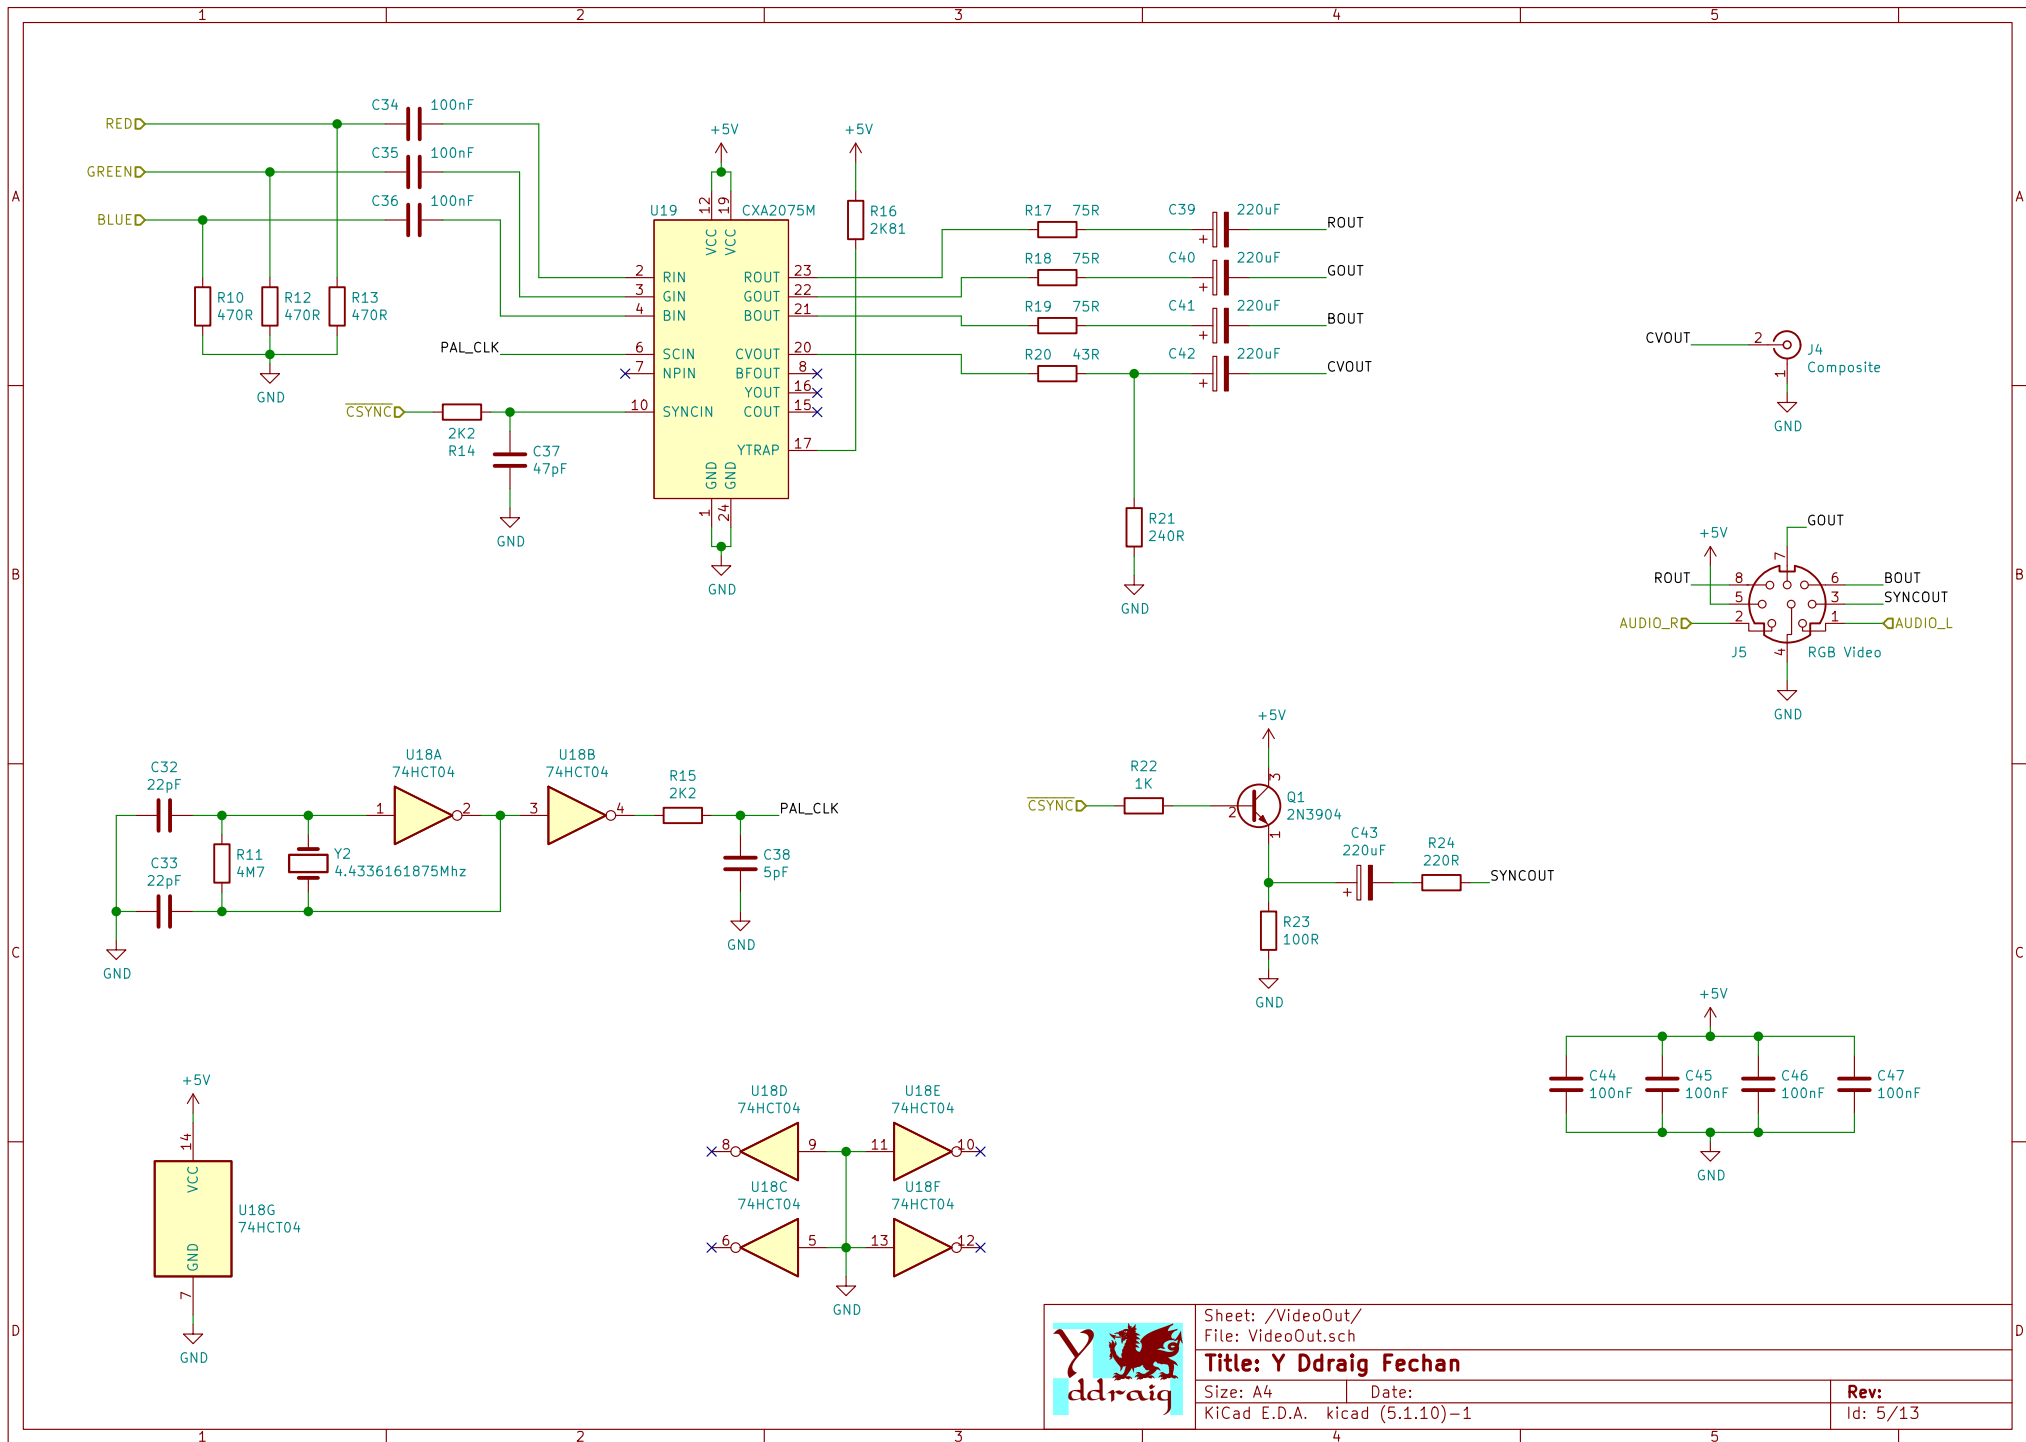 1 2 3 4 5
A A
B B
C C
D D
1 2 3 4 5
RED
GREEN
BLUE
C34 100nF
C35 100nF
C36 100nF
R10
470R
R12
470R
R13
470R
GND
PAL_CLK
CSYNC
2K2
R14
C37
47pF
GND
+5V
12 19
U19 CXA2075M
VCC VCC
2 RIN
3 GIN
4 BIN
6 SCIN
7 NPIN
10 SYNCIN
ROUT 23
GOUT 22
BOUT 21
CVOUT 20
BFOUT 8
YOUT 16
COUT 15
YTRAP 17
GND GND
1 24
GND
+5V
R16
2K81
R17 75R C39 220uF ROUT
R18 75R C40 220uF GOUT
R19 75R C41 220uF BOUT
R20 43R C42 220uF CVOUT
+
+
+
+
R21
240R
GND
CVOUT 2
1
J4
Composite
GND
GOUT
+5V
7
ROUT 8 6 BOUT
5 3 SYNCOUT
AUDIO_R 2 1 AUDIO_L
4
J5 RGB Video
GND
C32
22pF
C33
22pF
GND
R11
4M7
Y2
4.4336161875Mhz
U18A
74HCT04
1 2
U18B
74HCT04
3 4
R15
2K2
PAL_CLK
C38
5pF
GND
+5V
R22
1K
CSYNC
2 3 1
Q1
2N3904
C43
220uF
+
R24
220R
SYNCOUT
R23
100R
GND
+5V
C44
100nF
C45
100nF
C46
100nF
C47
100nF
GND
+5V
14
VCC
U18G
74HCT04
GND
7
GND
U18D
74HCT04
8 9
U18E
74HCT04
11 10
U18C
74HCT04
6 5
U18F
74HCT04
13 12
GND
Y
ddraig
Sheet: /VideoOut/
File: VideoOut.sch
Title: Y Ddraig Fechan
Size: A4 Date: Rev:
KiCad E.D.A. kicad (5.1.10)-1 Id: 5/13